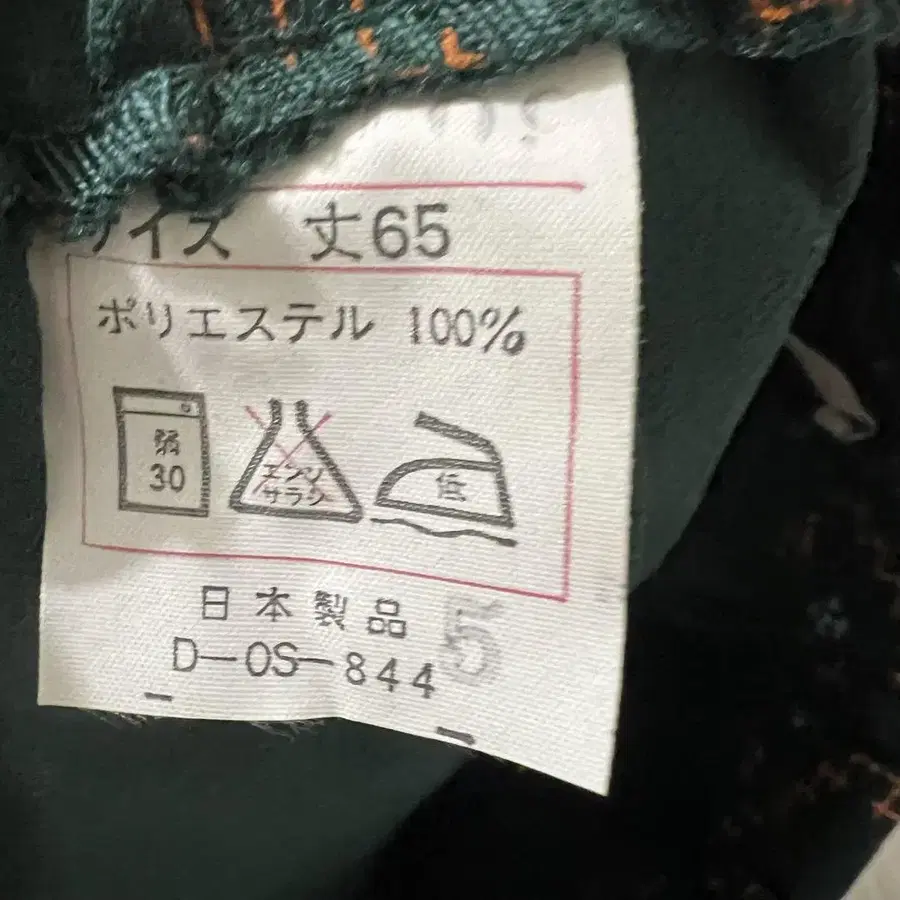 サイズ 丈65
ポリエステル 100%
弱
30
エンソ
サラシ
低
日本製品
D-OS-844